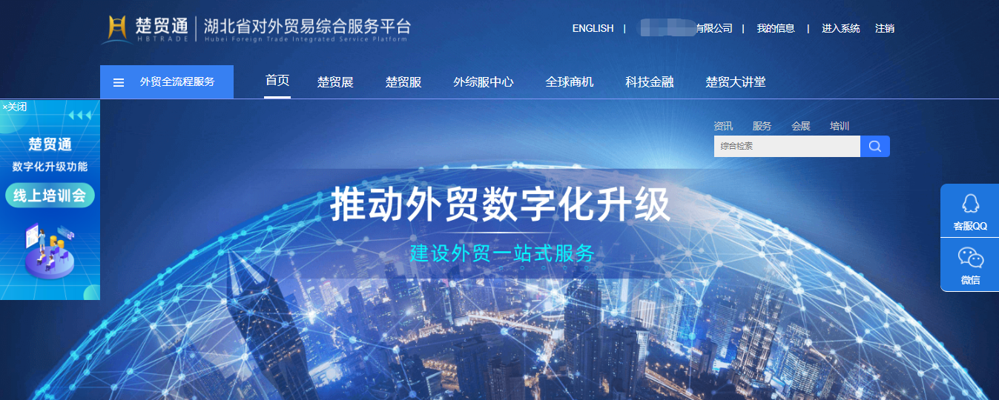 楚贸通 HBTRADE
湖北省对外贸易综合服务平台
Hubei Foreign Trade Integrated Service Platform
ENGLISH | 有限公司 | 我的信息 | 进入系统 注销
外贸全流程服务 首页 楚贸展 楚贸服 外综服中心 全球商机 科技金融 楚贸大讲堂
×关闭
楚贸通
数字化升级功能
线上培训会
资讯 服务 会展 培训
综合检索
推动外贸数字化升级
建设外贸一站式服务
客服QQ
微信